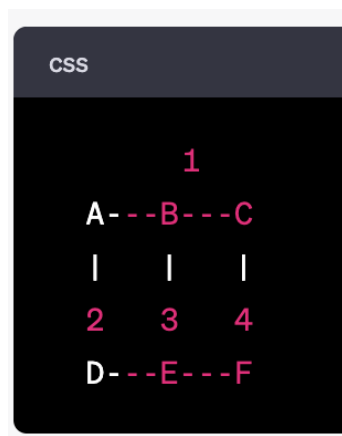 CSS
1
A---B---C
|   |   |
2   3   4
D---E---F